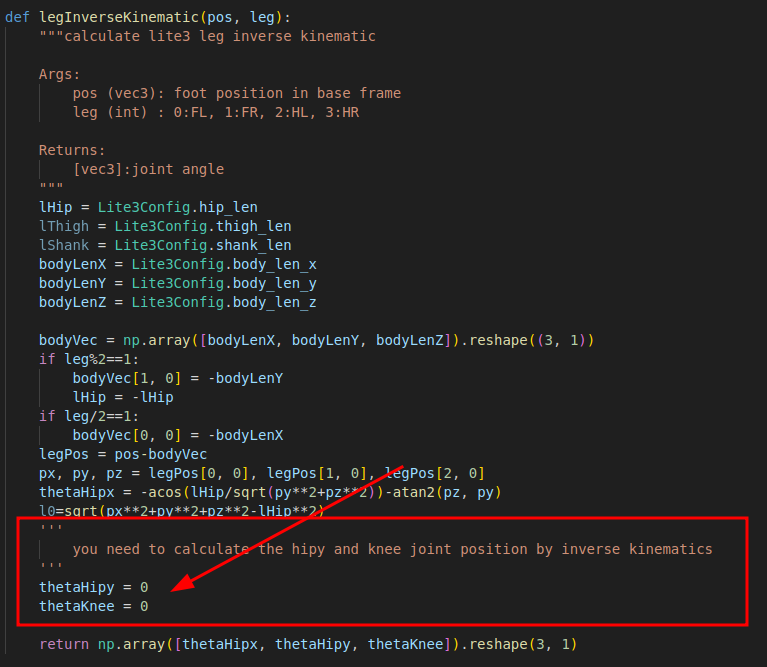 def legInverseKinematic(pos, leg):
"""calculate lite3 leg inverse kinematic
Args:
pos (vec3): foot position in base frame
leg (int) : 0:FL, 1:FR, 2:HL, 3:HR
Returns:
[vec3]:joint angle
"""
lHip = Lite3Config.hip_len
lThigh = Lite3Config.thigh_len
lShank = Lite3Config.shank_len
bodyLenX = Lite3Config.body_len_x
bodyLenY = Lite3Config.body_len_y
bodyLenZ = Lite3Config.body_len_z
bodyVec = np.array([bodyLenX, bodyLenY, bodyLenZ]).reshape((3, 1))
if leg%2==1:
bodyVec[1, 0] = -bodyLenY
lHip = -lHip
if leg/2==1:
bodyVec[0, 0] = -bodyLenX
legPos = pos-bodyVec
px, py, pz = legPos[0, 0], legPos[1, 0], legPos[2, 0]
thetaHipx = -acos(lHip/sqrt(py**2+pz**2))-atan2(pz, py)
l0=sqrt(px**2+py**2+pz**2-lHip**2)
'''
you need to calculate the hipy and knee joint position by inverse kinematics
'''
thetaHipy = 0
thetaKnee = 0
return np.array([thetaHipx, thetaHipy, thetaKnee]).reshape(3, 1)